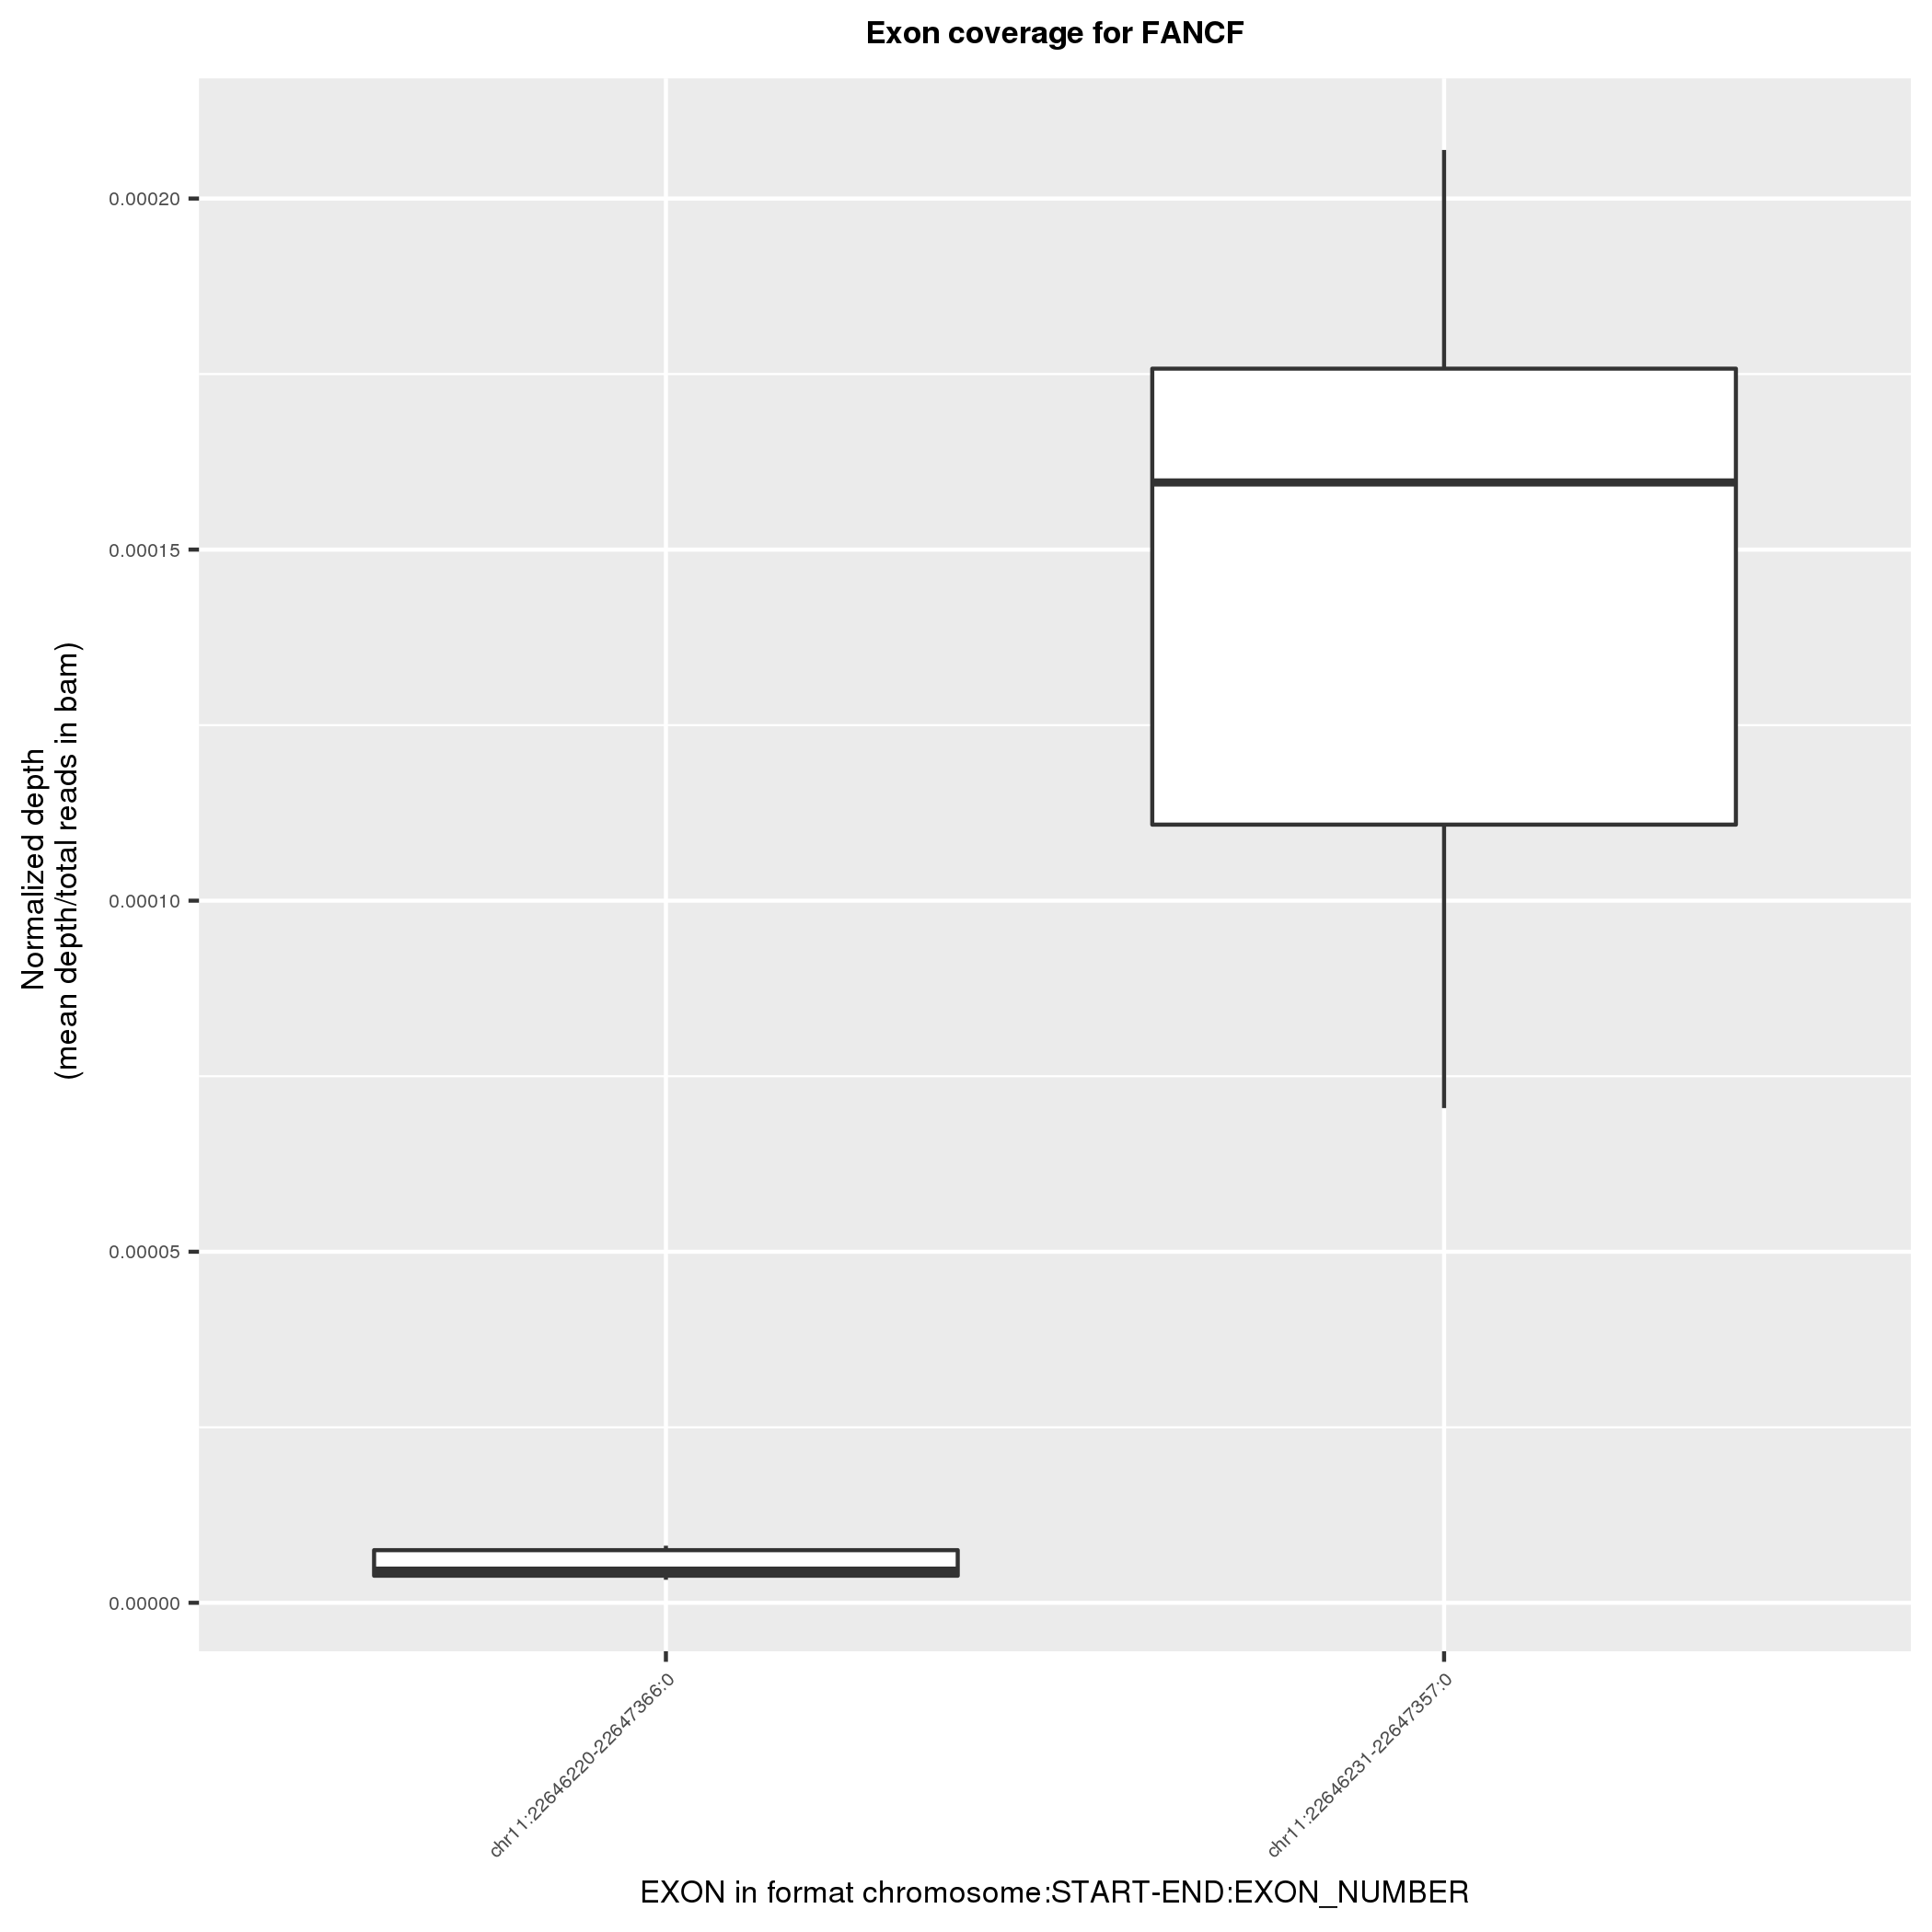 Exon coverage for FANCF
Normalized depth
(mean depth/total reads in bam)
0.00020
0.00015
0.00010
0.00005
0.00000
chr11:22646220-22647366:0
chr11:22646231-22647357:0
EXON in format chromosome:START-END:EXON_NUMBER